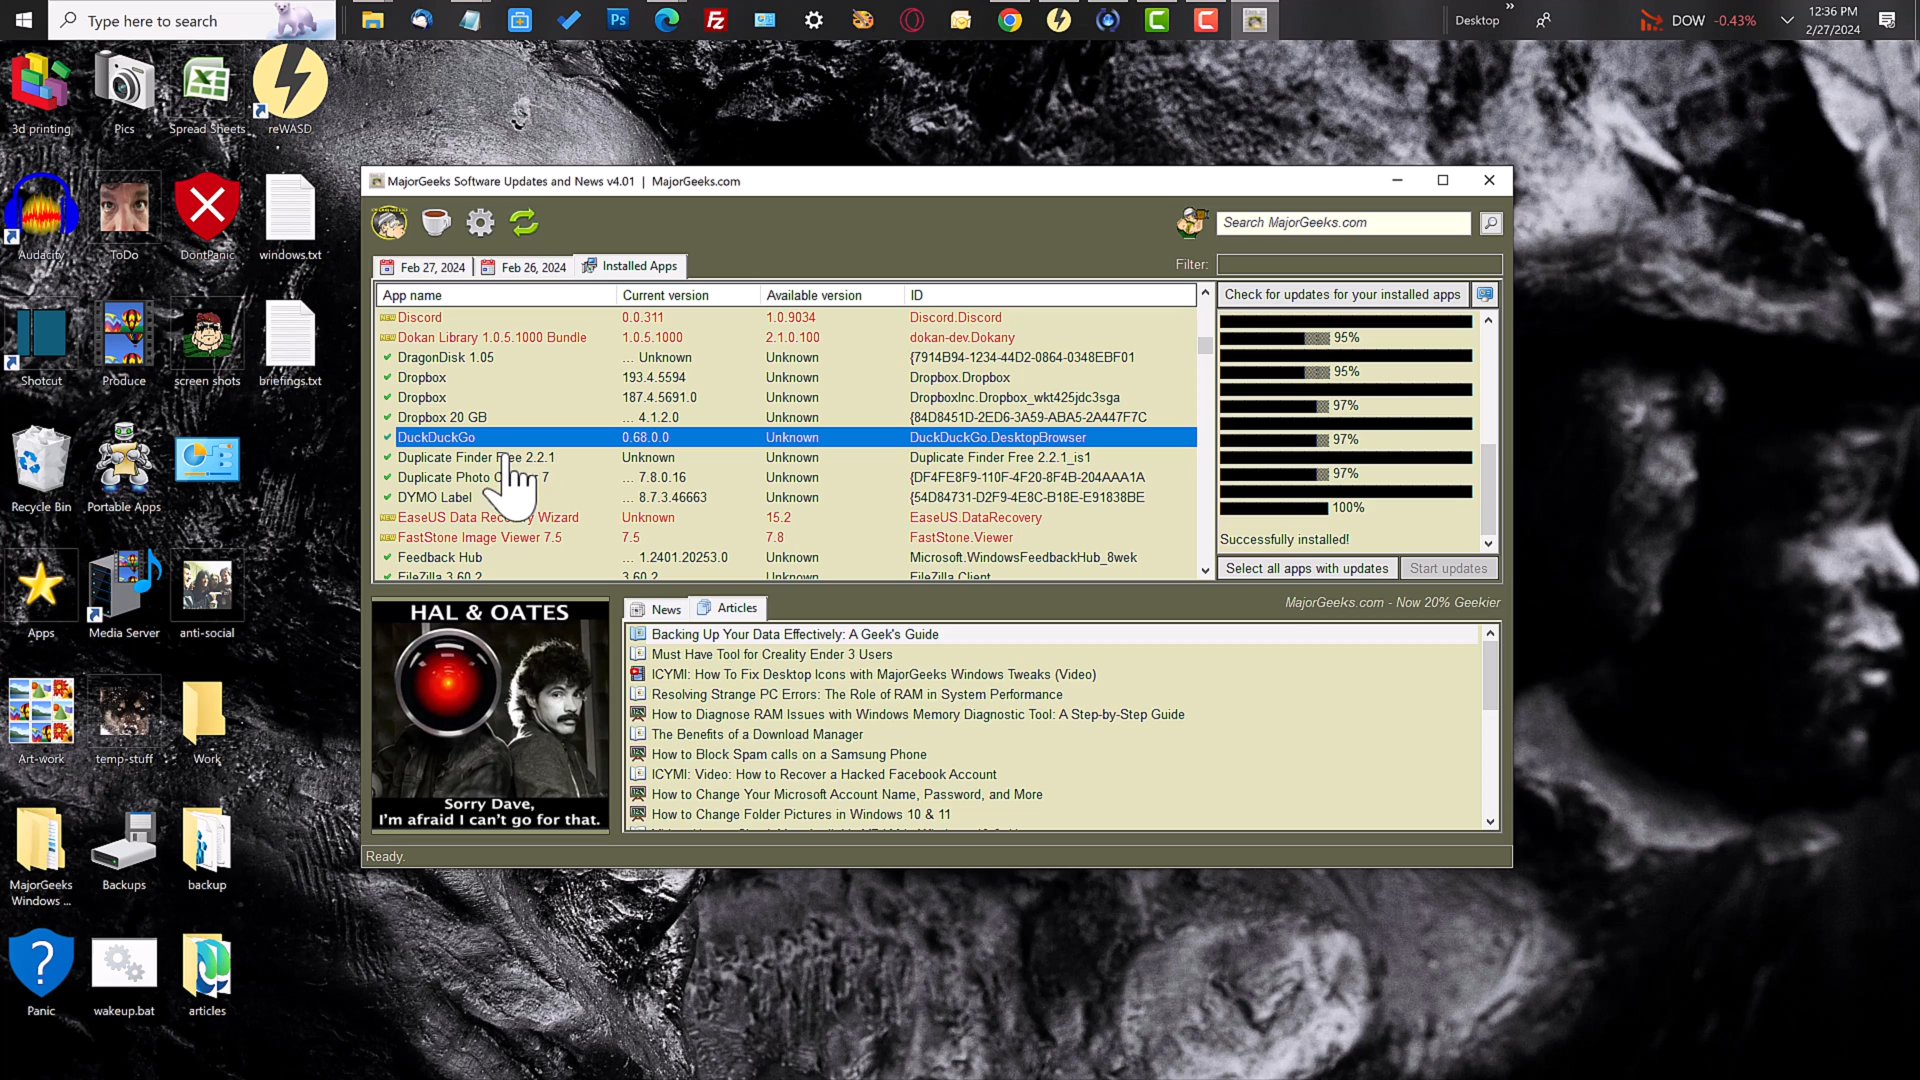 Type here to search
Desktop
DOW -0.43%
12:36 PM
2/27/2024
3d printing
Pics
Spread Sheets
reWASD
Audacity
ToDo
DontPanic
windows.txt
Shotcut
Produce
screen shots
briefings.txt
Recycle Bin
Portable Apps
Apps
Media Server
anti-social
Art-work
temp-stuff
Work
MajorGeeks
Windows ...
Backups
backup
Panic
wakeup.bat
articles
MajorGeeks Software Updates and News v4.01 | MajorGeeks.com
Search MajorGeeks.com
Feb 27, 2024
Feb 26, 2024
Installed Apps
Filter:
App name Current version Available version ID
NEW Discord 0.0.311 1.0.9034 Discord.Discord
NEW Dokan Library 1.0.5.1000 Bundle 1.0.5.1000 2.1.0.100 dokan-dev.Dokany
DragonDisk 1.05 ... Unknown Unknown {7914B94-1234-44D2-0864-0348EBF01
Dropbox 193.4.5594 Unknown Dropbox.Dropbox
Dropbox 187.4.5691.0 Unknown DropboxInc.Dropbox_wkt425jdc3sga
Dropbox 20 GB ... 4.1.2.0 Unknown {84D8451D-2ED6-3A59-ABA5-2A447F7C
DuckDuckGo 0.68.0.0 Unknown DuckDuckGo.DesktopBrowser
Duplicate Finder Free 2.2.1 Unknown Unknown Duplicate Finder Free 2.2.1_is1
Duplicate Photo 7 ... 7.8.0.16 Unknown {DF4FE8F9-110F-4F20-8F4B-204AAA1A
DYMO Label ... 8.7.3.46663 Unknown {54D84731-D2F9-4E8C-B18E-E91838BE
NEW EaseUS Data Recovery Wizard Unknown 15.2 EaseUS.DataRecovery
NEW FastStone Image Viewer 7.5 7.5 7.8 FastStone.Viewer
Feedback Hub ... 1.2401.20253.0 Unknown Microsoft.WindowsFeedbackHub_8wek
FileZilla 3.60.2 3.60.2 Unknown FileZilla Client
Check for updates for your installed apps
95%
95%
97%
97%
97%
100%
Successfully installed!
Select all apps with updates
Start updates
MajorGeeks.com - Now 20% Geekier
HAL & OATES
Sorry Dave,
I'm afraid I can't go for that.
News
Articles
Backing Up Your Data Effectively: A Geek's Guide
Must Have Tool for Creality Ender 3 Users
ICYMI: How To Fix Desktop Icons with MajorGeeks Windows Tweaks (Video)
Resolving Strange PC Errors: The Role of RAM in System Performance
How to Diagnose RAM Issues with Windows Memory Diagnostic Tool: A Step-by-Step Guide
The Benefits of a Download Manager
How to Block Spam calls on a Samsung Phone
ICYMI: Video: How to Recover a Hacked Facebook Account
How to Change Your Microsoft Account Name, Password, and More
How to Change Folder Pictures in Windows 10 & 11
Ready.